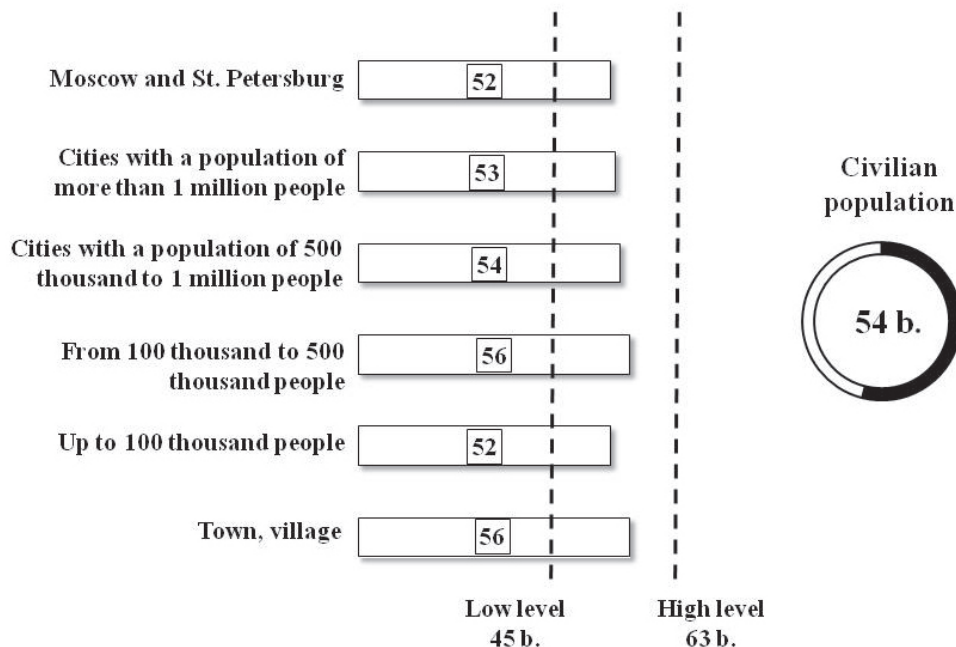 Moscow and St. Petersburg
52
Cities with a population of
more than 1 million people
53
Cities with a population of 500
thousand to 1 million people
54
From 100 thousand to 500
thousand people
56
Up to 100 thousand people
52
Town, village
56
Low level
45 b.
High level
63 b.
Civilian
population
54 b.